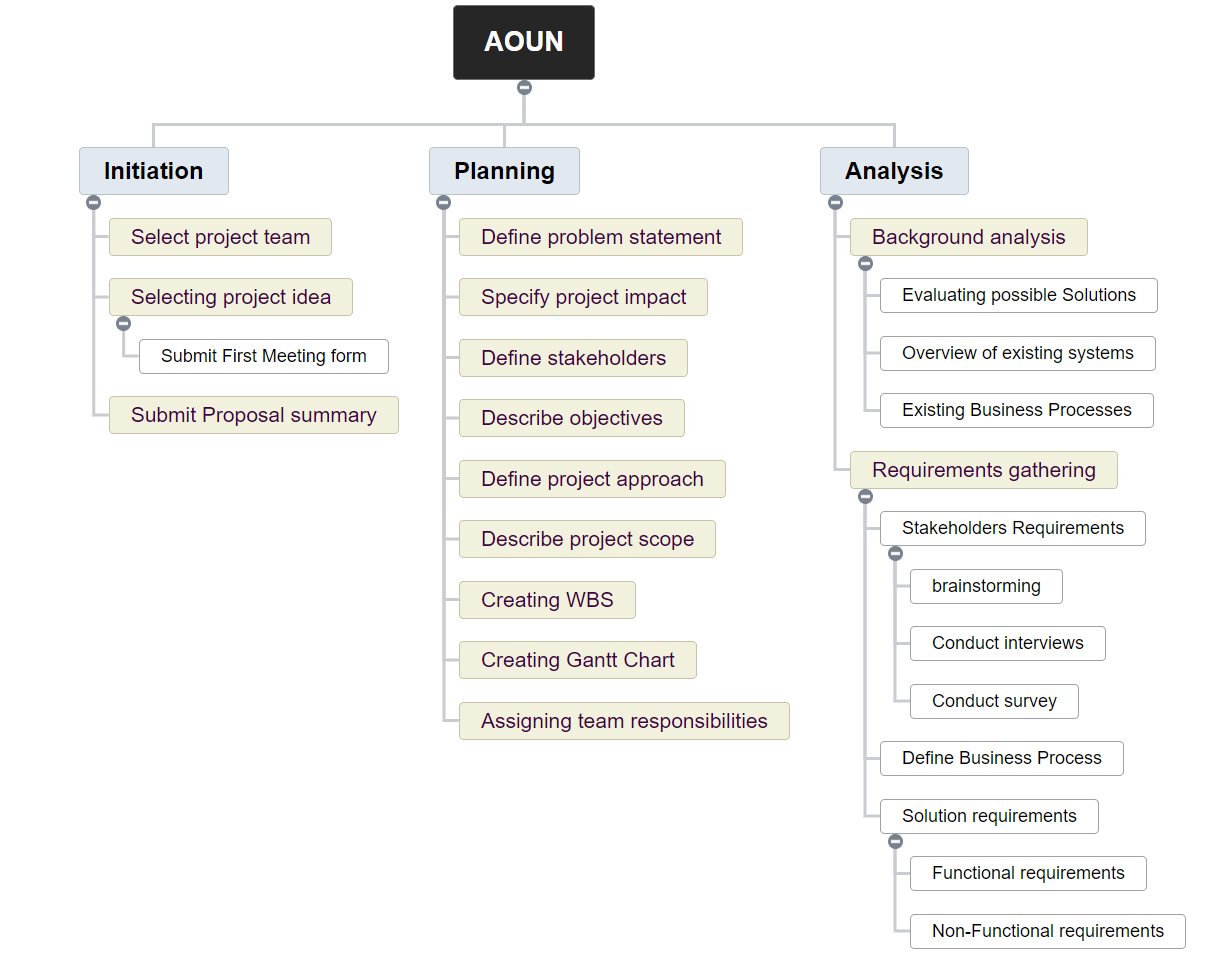 AOUN
Initiation
Select project team
Selecting project idea
Submit First Meeting form
Submit Proposal summary
Planning
Define problem statement
Specify project impact
Define stakeholders
Describe objectives
Define project approach
Describe project scope
Creating WBS
Creating Gantt Chart
Assigning team responsibilities
Analysis
Background analysis
Evaluating possible Solutions
Overview of existing systems
Existing Business Processes
Requirements gathering
Stakeholders Requirements
brainstorming
Conduct interviews
Conduct survey
Define Business Process
Solution requirements
Functional requirements
Non-Functional requirements